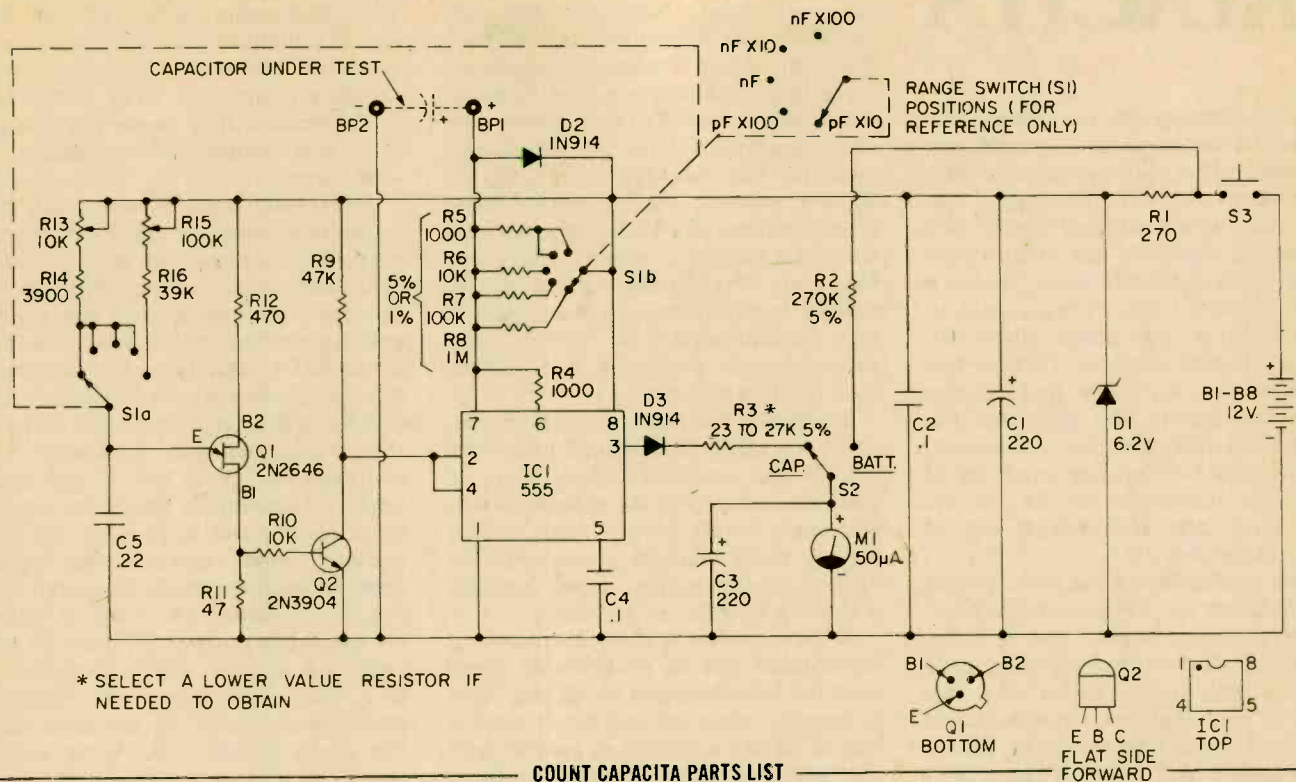 nF X100
nF X10
nF
pF X100
pF X10
RANGE SWITCH (S1)
POSITIONS (FOR
REFERENCE ONLY)
CAPACITOR UNDER TEST
-
+
+
BP2
BP1
D2
1N914
R13
10K
R15
100K
R14
3900
R16
39K
R12
470
R9
47K
5%
OR
1%
R5
1000
R6
10K
R7
100K
R8
1M
S1b
R4
1000
R1
270
S3
R2
270K
5%
S1a
E
B2
Q1
2N2646
B1
7
6
8
3
2
4
IC1
555
1
5
D3
1N914
R3 *
23 TO 27K 5%
CAP.
BATT.
S2
C2
.1
+
C1
220
D1
6.2V
B1-B8
12V.
-
C5
.22
R10
10K
R11
47
Q2
2N3904
C4
.1
+
C3
220
+
M1
50µA
-
* SELECT A LOWER VALUE RESISTOR IF
NEEDED TO OBTAIN
B1
B2
E
Q1
BOTTOM
Q2
E B C
FLAT SIDE
FORWARD
1
8
4
5
IC1
TOP
COUNT CAPACITA PARTS LIST